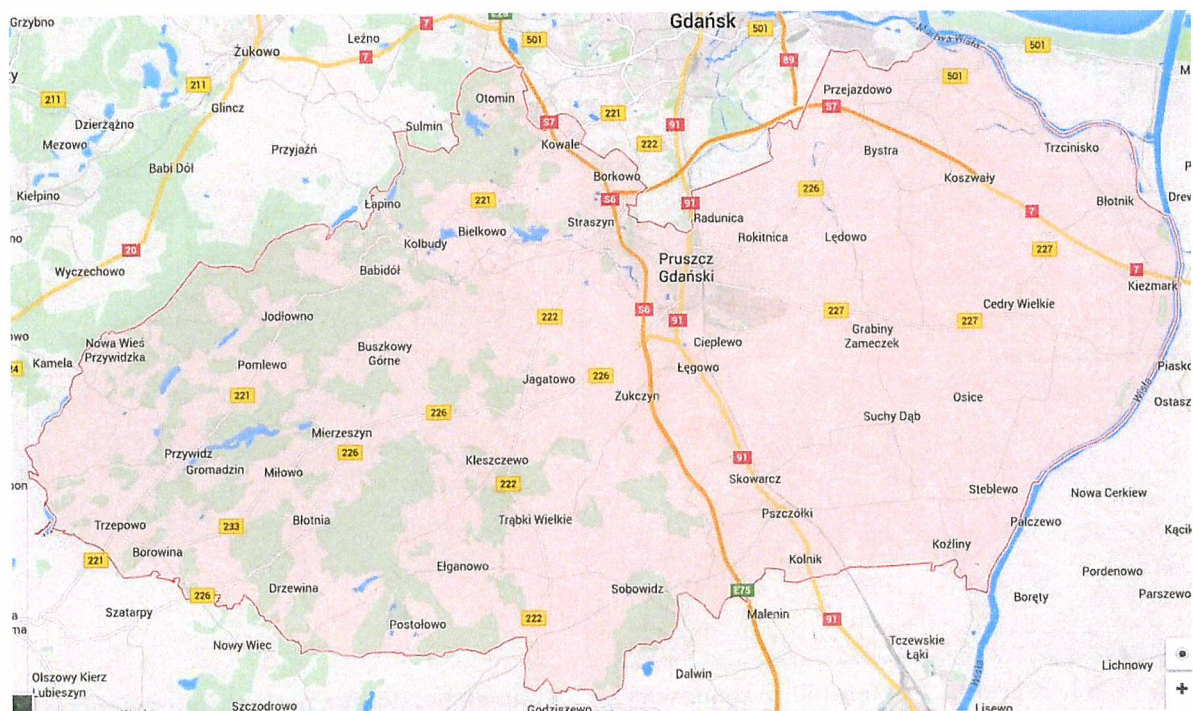 Grzybno
Gdańsk
E28
7
501
501
Leźno
Martwa Wisła
501
Żukowo
7
89
501
211
211
Otomin
Przejazdowo
Glincz
221
S7
Dzierżążno
S7
91
Sulmin
Mezowo
Kowale
222
Trzcinisko
Przyjaźń
Bystra
Babi Dół
Borkowo
Koszwały
226
Kiełpino
221
S6
Łapino
91
7
Błotnik
Straszyn
Radunica
Bielkowo
Rokitnica
Lędowo
Kolbudy
20
227
Pruszcz
Gdański
Wyczechowo
Babidół
7
Kiezmark
Cedry Wielkie
Jodłowno
222
S6
91
227
227
Grabiny
Zameczek
Nowa Wieś
Przywidzka
Buszkowy
Górne
Cieplewo
Kamela
Pomlewo
Łęgowo
Jagatowo
226
221
Żukczyn
Osice
Wisła
226
Suchy Dąb
Mierzeszyn
Przywidz
226
Kleszczewo
91
Gromadzin
Miłowo
Skowarcz
222
Steblewo
Nowa Cerkiew
Pszczółki
Trzepowo
233
Błotnia
Trąbki Wielkie
Palczewo
Borowina
Koźliny
221
Kolnik
Ełganowo
Pordenowo
Drzewina
Sobowidz
E75
226
Boręty
Parszewo
Szatarpy
Malenin
222
91
Postołowo
Nowy Wiec
Tczewskie
Łąki
Wisła
Lichnowy
Dalwin
Olszowy Kierz
Lubieszyn
Szczodrowo
Godziszewo
Lisewo